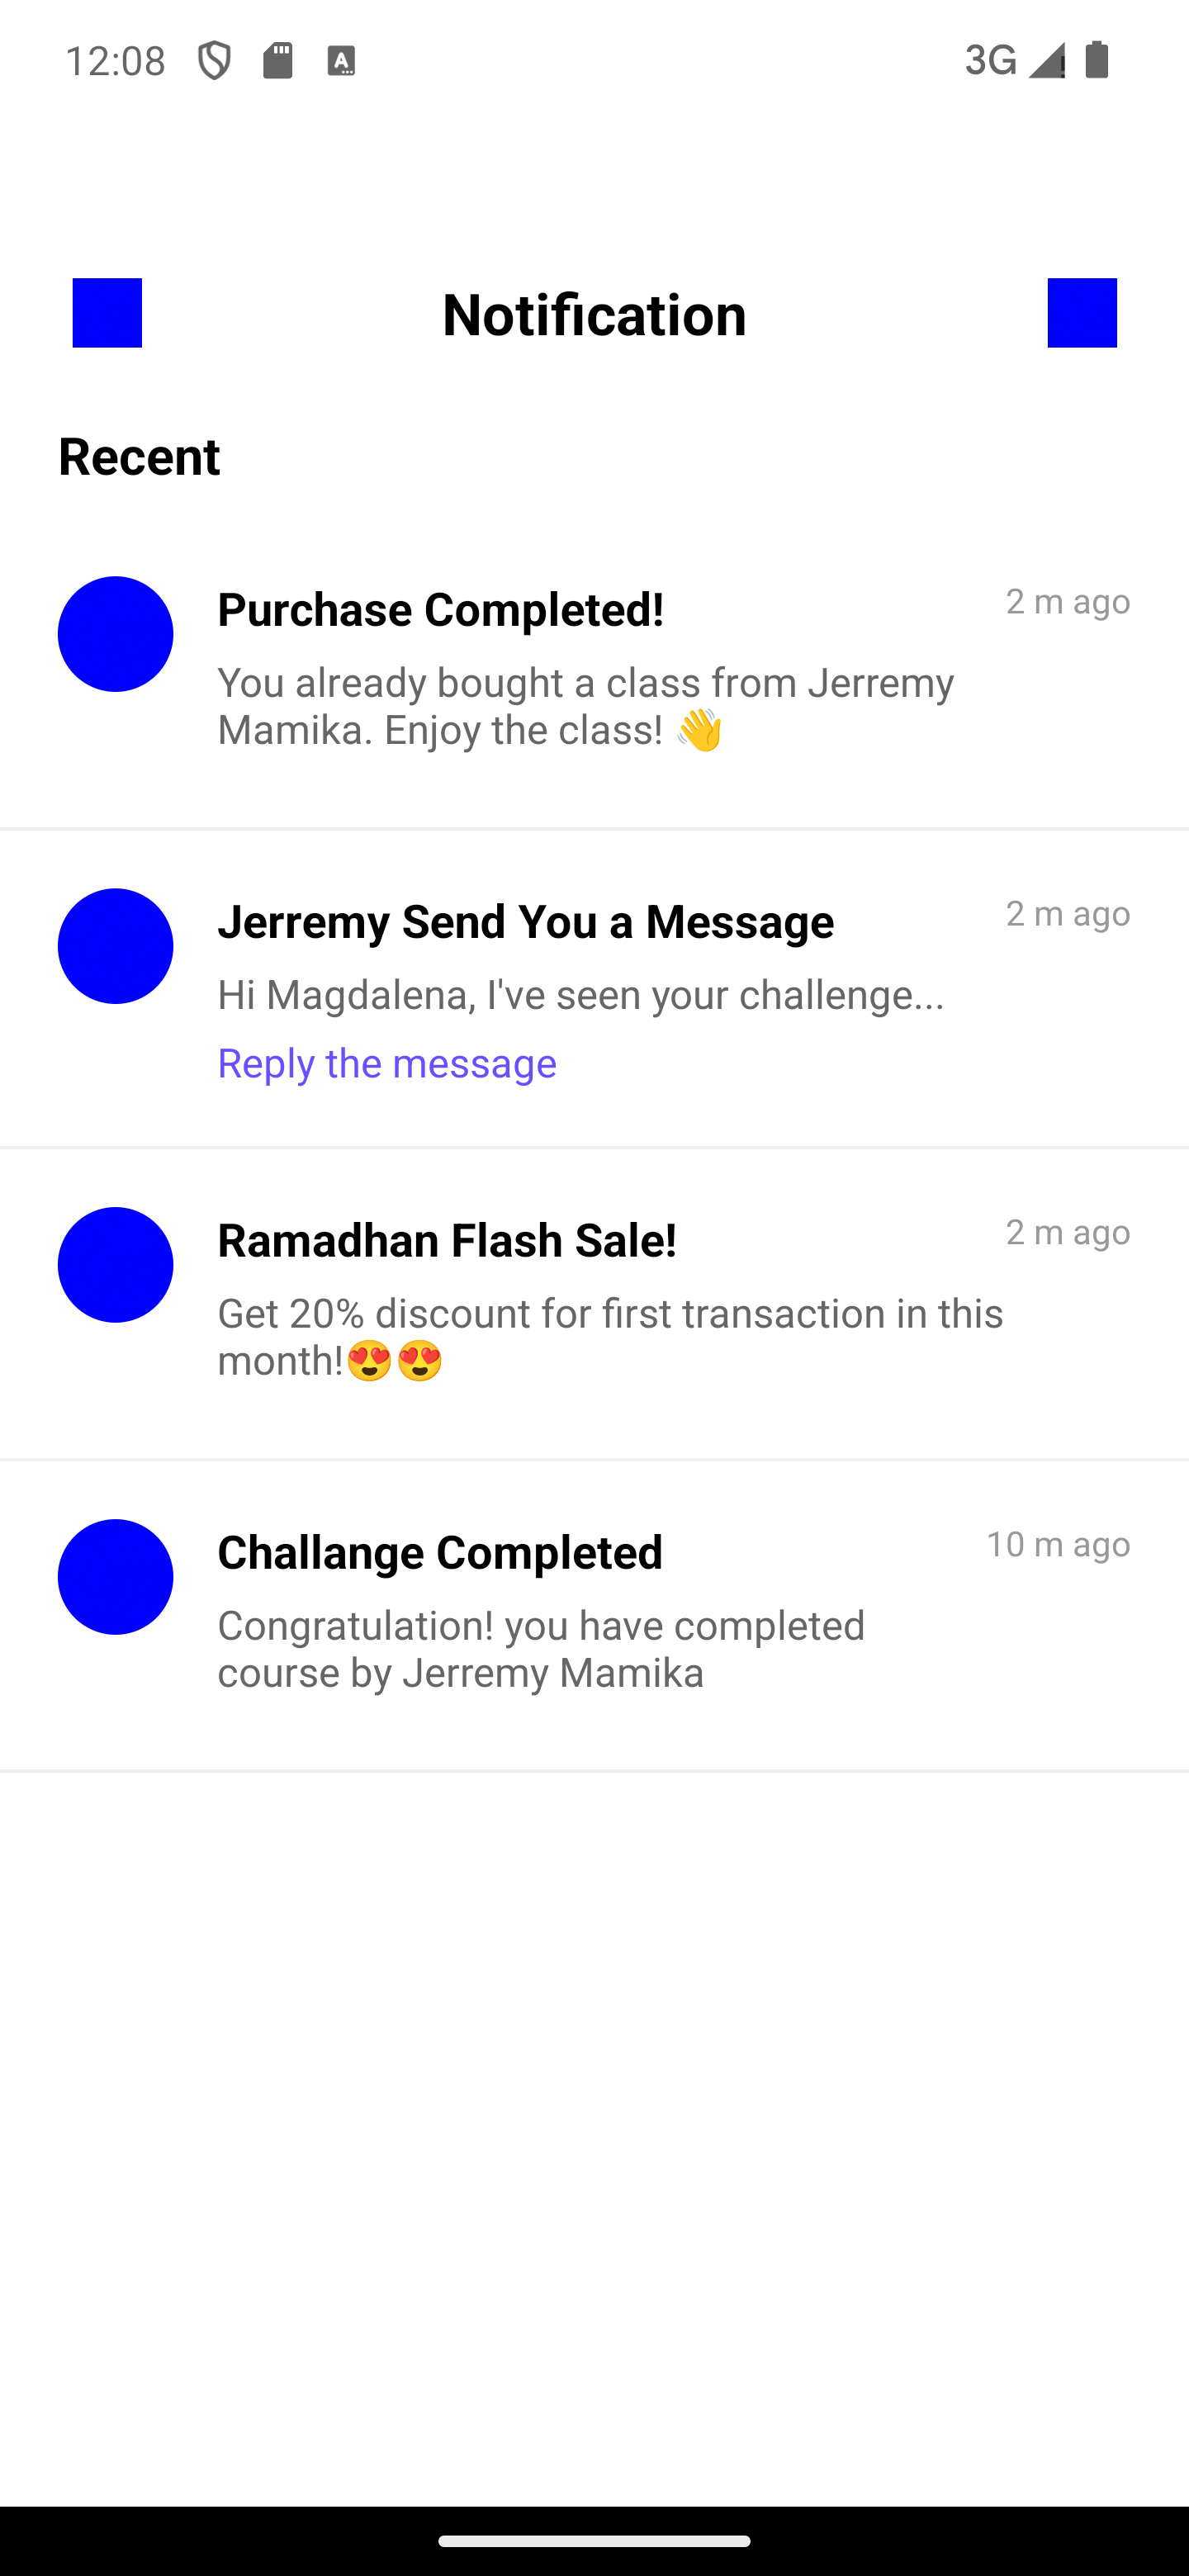 12:08 3G
Notification
Recent
Purchase Completed! 2 m ago
You already bought a class from Jerremy
Mamika. Enjoy the class! 👋
Jerremy Send You a Message 2 m ago
Hi Magdalena, I've seen your challenge...
Reply the message
Ramadhan Flash Sale! 2 m ago
Get 20% discount for first transaction in this
month!😍😍
Challange Completed 10 m ago
Congratulation! you have completed
course by Jerremy Mamika